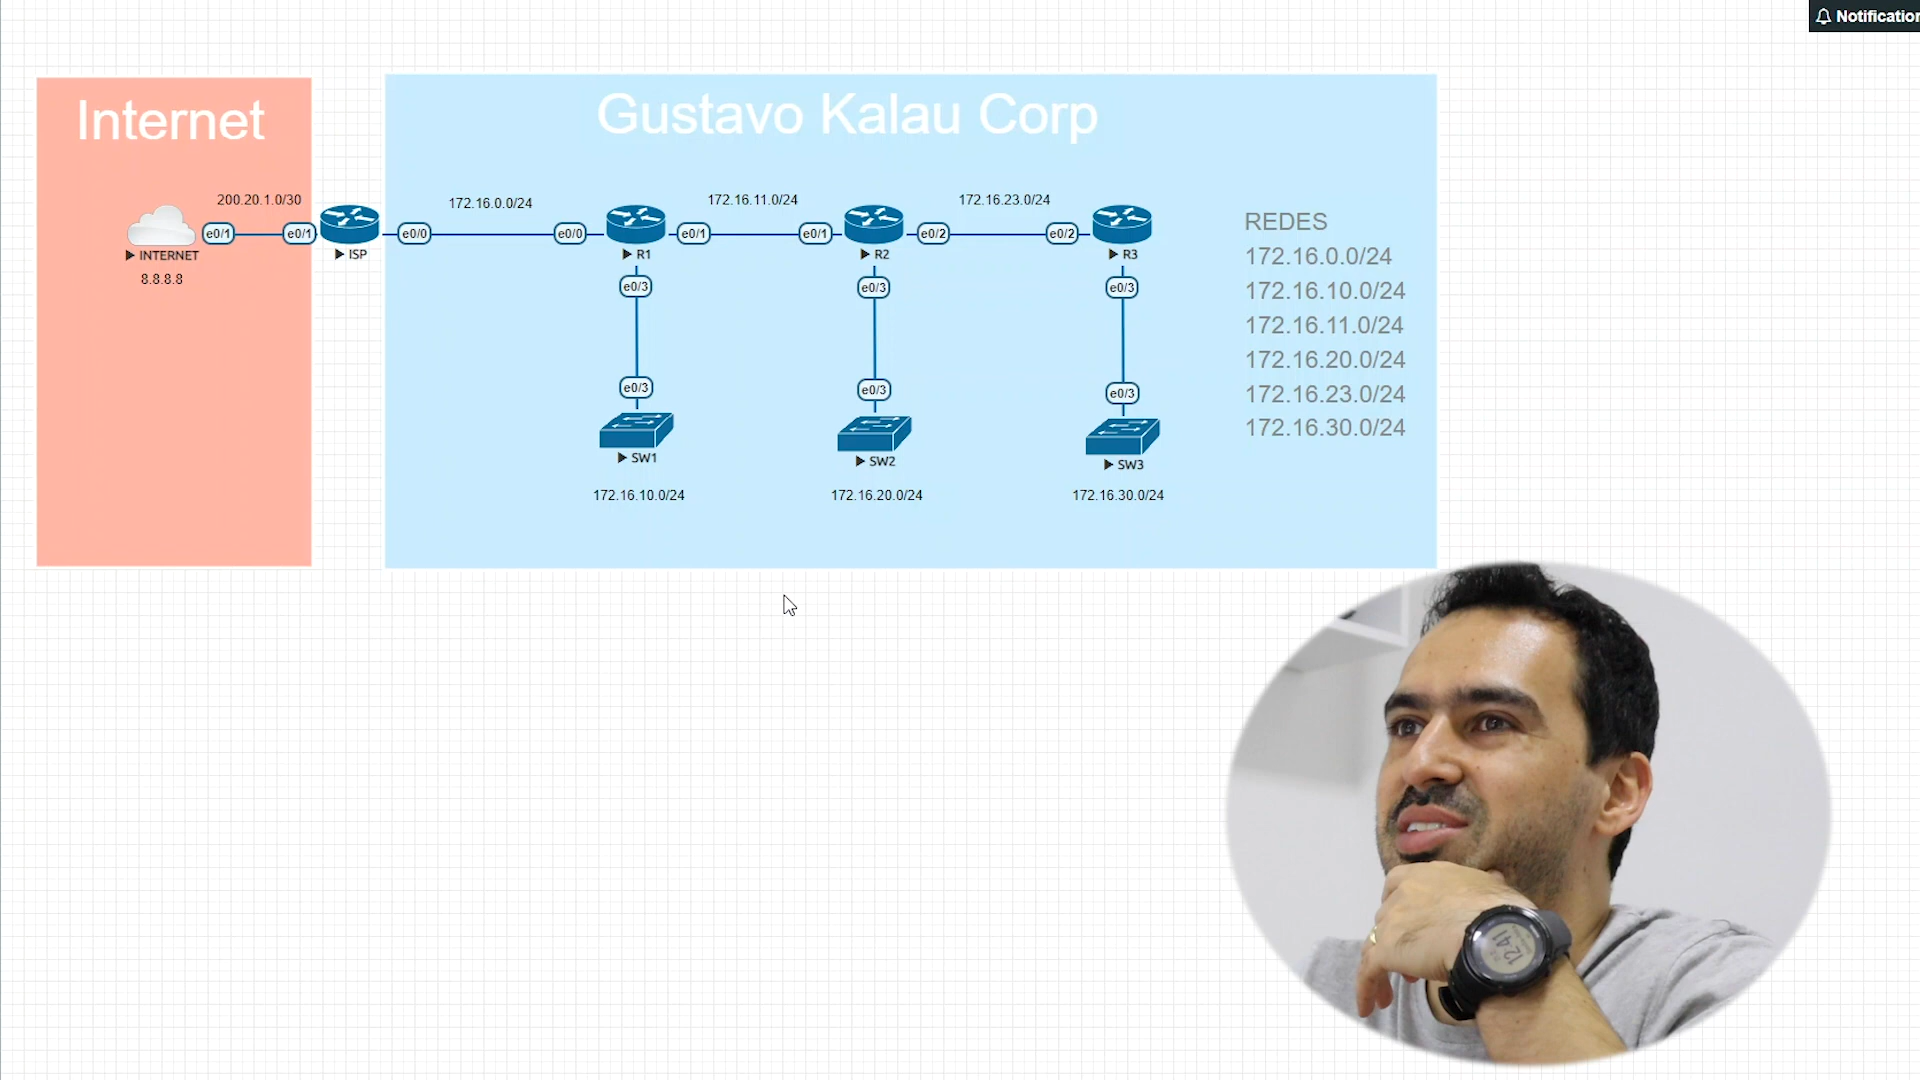 Notification
Internet
Gustavo Kalau Corp
200.20.1.0/30
172.16.0.0/24
172.16.11.0/24
172.16.23.0/24
e0/1
e0/1
e0/0
e0/0
e0/1
e0/1
e0/2
e0/2
INTERNET
ISP
R1
R2
R3
8.8.8.8
e0/3
e0/3
e0/3
e0/3
e0/3
e0/3
SW1
SW2
SW3
172.16.10.0/24
172.16.20.0/24
172.16.30.0/24
REDES
172.16.0.0/24
172.16.10.0/24
172.16.11.0/24
172.16.20.0/24
172.16.23.0/24
172.16.30.0/24
12:41